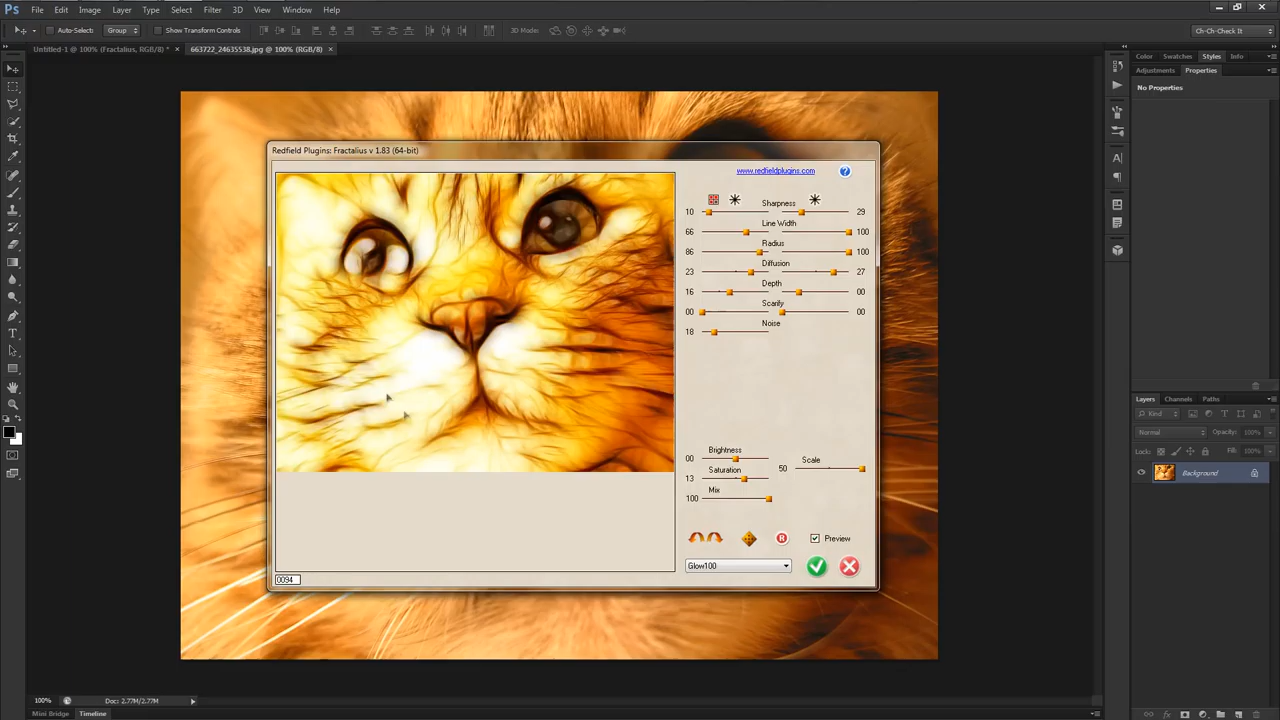 Ps File Edit Image Layer Type Select Filter 3D View Window Help
Auto-Select: Group Show Transform Controls 3D Mode: Ch-Ch-Check It
Untitled-1 @ 100% (Fractalius, RGB/8) * × 663722_24635538.jpg @ 100% (RGB/8) ×
Color Swatches Styles Info
Adjustments Properties
No Properties
Redfield Plugins: Fractalius v 1.83 (64-bit)
www.redfieldplugins.com ?
Sharpness
10 29
Line Width
66 100
Radius
86 100
Diffusion
23 27
Depth
16 00
Scarify
00 00
Noise
18
Brightness
00
Saturation
13
Mix
100
Scale
50
R Preview
Glow100
0094
Layers Channels Paths
Kind
Normal Opacity: 100%
Lock: Fill: 100%
Background
100% Doc: 2.77M/2.77M
Mini Bridge Timeline